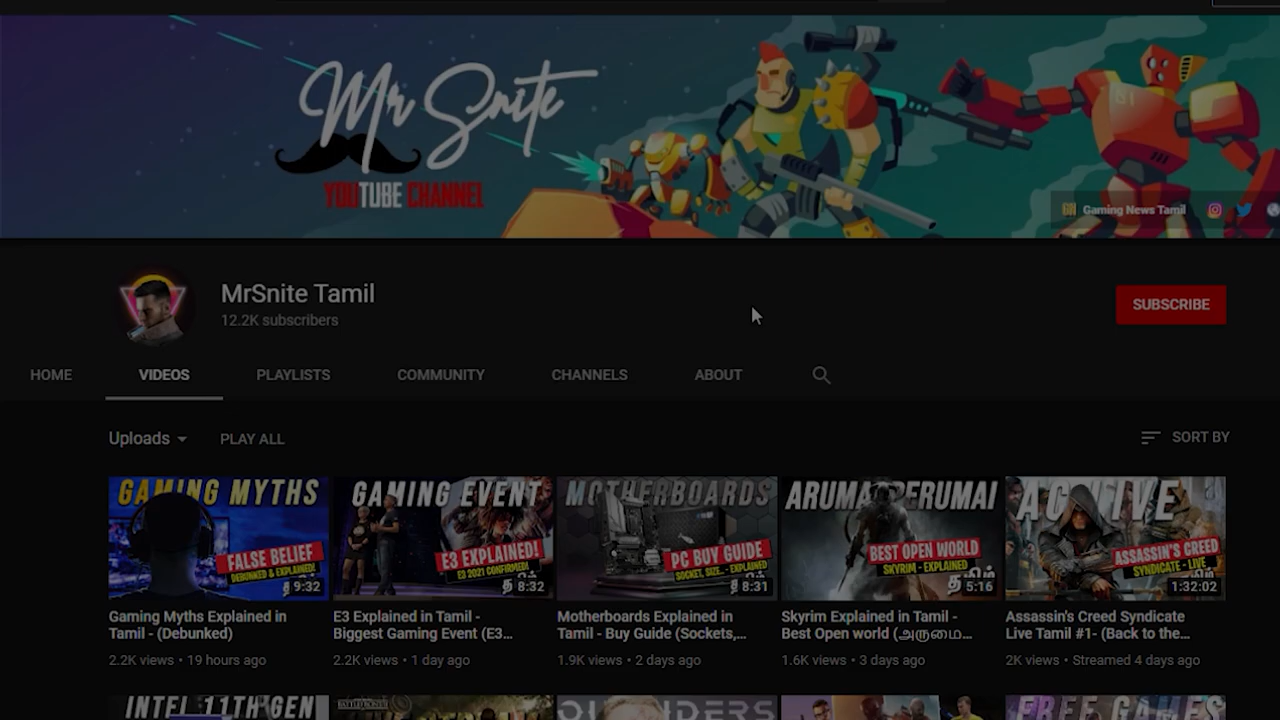 Mr Snite
YOUTUBE CHANNEL
Gaming News Tamil
MrSnite Tamil
12.2K subscribers
SUBSCRIBE
HOME VIDEOS PLAYLISTS COMMUNITY CHANNELS ABOUT
Uploads PLAY ALL SORT BY
GAMING MYTHS
FALSE BELIEF
DEBUNKED & EXPLAINED!
9:32
GAMING EVENT
E3 EXPLAINED!
E3 2021 CONFIRMED!
8:32
MOTHERBOARDS
PC BUY GUIDE
SOCKET, SIZE.. - EXPLAINED
8:31
ARUMA PERUMAI
BEST OPEN WORLD
SKYRIM - EXPLAINED
5:16
ASSASSIN'S CREED
SYNDICATE - LIVE
1:32:02
Gaming Myths Explained in
Tamil - (Debunked)
2.2K views • 19 hours ago
E3 Explained in Tamil -
Biggest Gaming Event (E3...
2.2K views • 1 day ago
Motherboards Explained in
Tamil - Buy Guide (Sockets,...
1.9K views • 2 days ago
Skyrim Explained in Tamil -
Best Open world (அருமை...
1.6K views • 3 days ago
Assassin's Creed Syndicate
Live Tamil #1- (Back to the...
2K views • Streamed 4 days ago
INTEL 11TH GEN
FREE GAMES